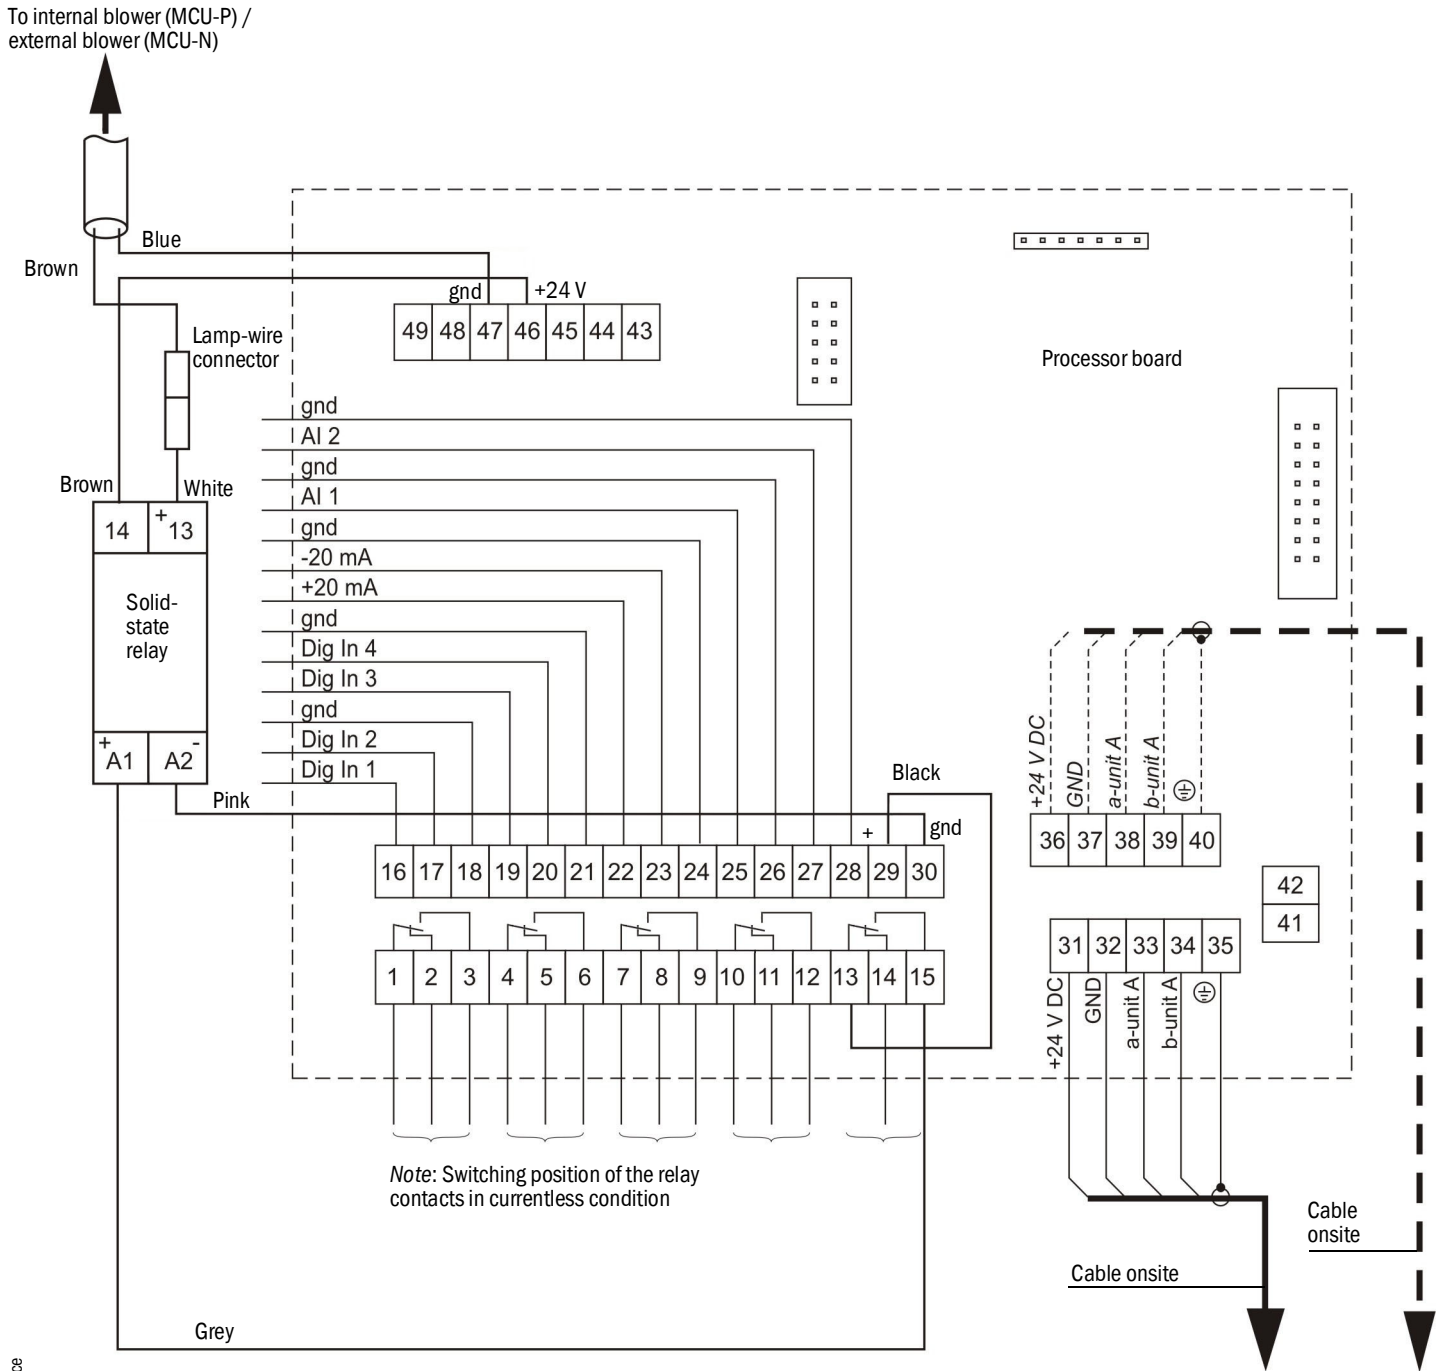 To internal blower (MCU-P) /
external blower (MCU-N)
Blue
Brown
gnd
+24 V
49 48 47 46 45 44 43
Lamp-wire
connector
Processor board
gnd
AI 2
gnd
AI 1
gnd
-20 mA
+20 mA
gnd
Dig In 4
Dig In 3
gnd
Dig In 2
Dig In 1
Brown
White
14
+
13
Solid-
state
relay
+
A1
A2
-
Pink
Black
+
gnd
16 17 18 19 20 21 22 23 24 25 26 27 28 29 30
1 2 3 4 5 6 7 8 9 10 11 12 13 14 15
+24 V DC
GND
a-unit A
b-unit A
36 37 38 39 40
42
41
31 32 33 34 35
+24 V DC
GND
a-unit A
b-unit A
Note: Switching position of the relay
contacts in currentless condition
Cable
onsite
Cable onsite
Grey
ce